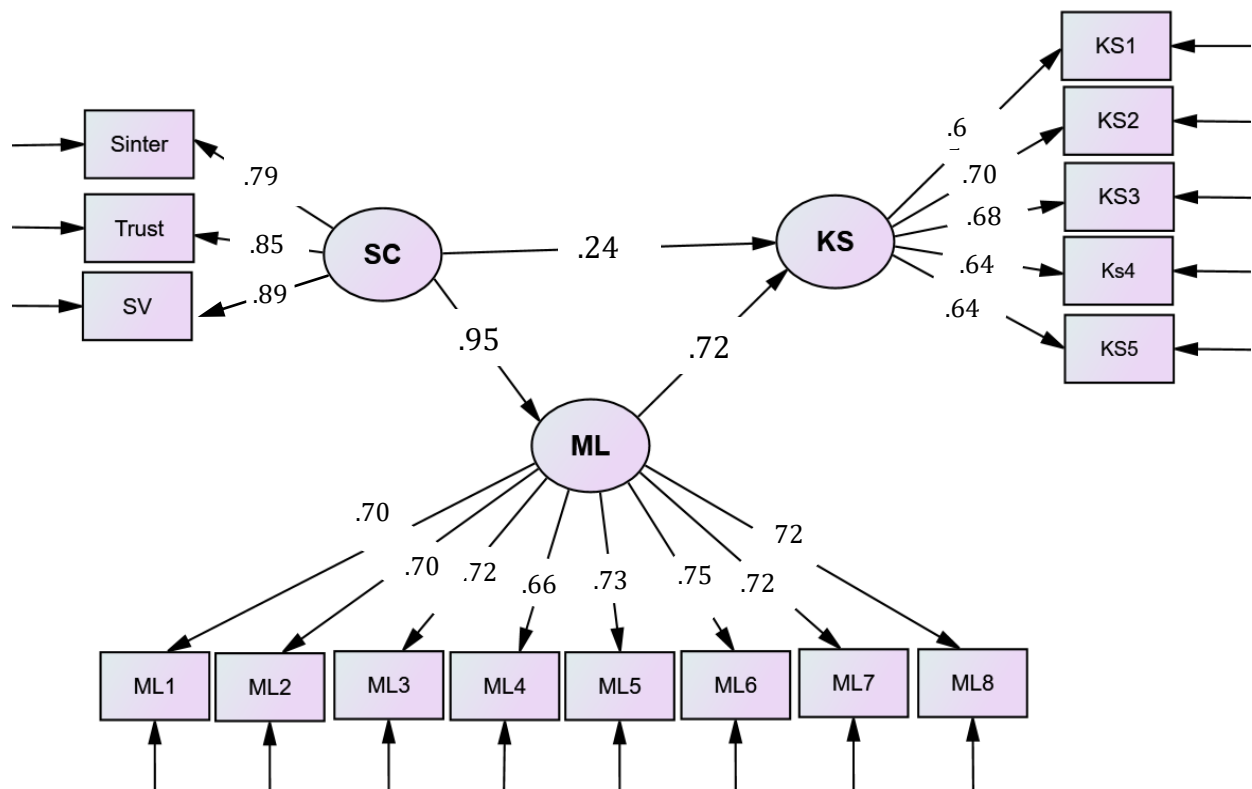 KS1
KS2
KS3
Ks4
KS5
Sinter
Trust
SV
SC
KS
ML
.79
.85
.89
.24
.95
.72
.6
.70
.68
.64
.64
.70
.70
.72
.66
.73
.75
.72
72
ML1
ML2
ML3
ML4
ML5
ML6
ML7
ML8